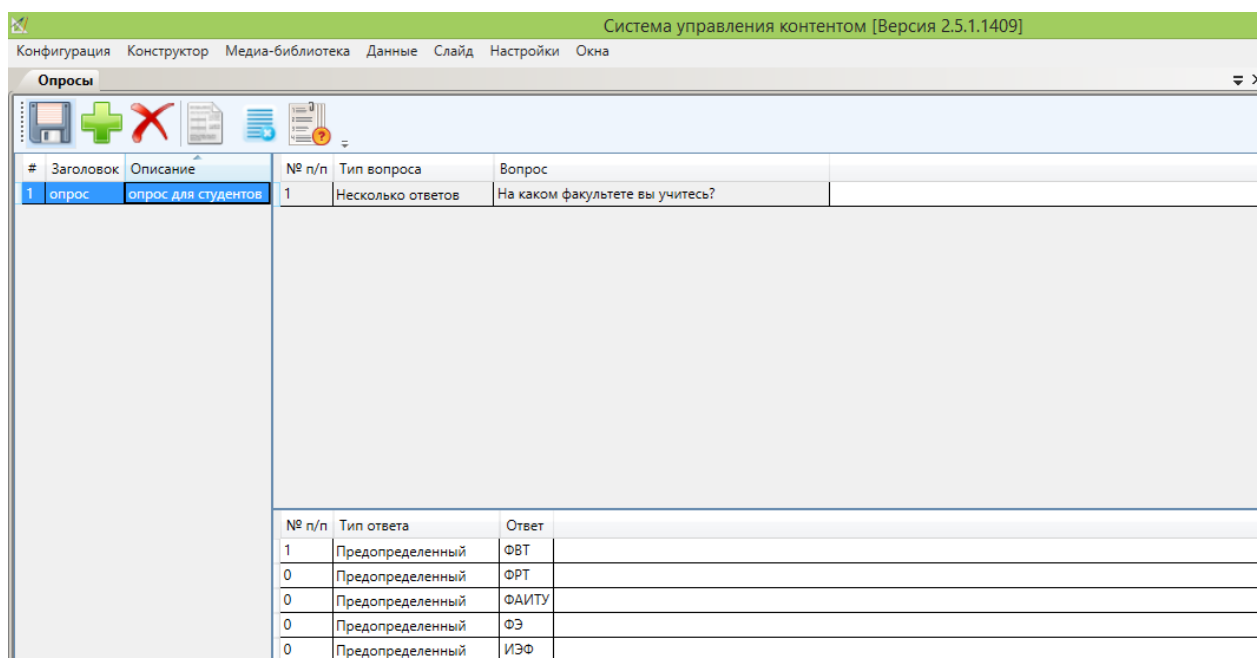 Система управления контентом [Версия 2.5.1.1409]
Конфигурация Конструктор Медиа-библиотека Данные Слайд Настройки Окна
Опросы
# Заголовок Описание № п/п Тип вопроса Вопрос
1 опрос опрос для студентов 1 Несколько ответов На каком факультете вы учитесь?
№ п/п Тип ответа Ответ
1 Предопределенный ФВТ
0 Предопределенный ФРТ
0 Предопределенный ФАИТУ
0 Предопределенный ФЭ
0 Предопределенный ИЭФ